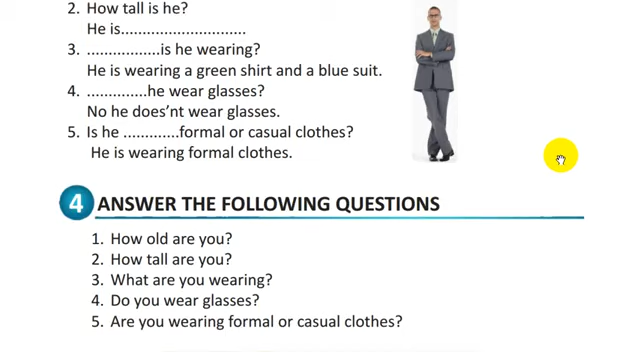 2. How tall is he?
He is...........................
3. ................is he wearing?
He is wearing a green shirt and a blue suit.
4. .............he wear glasses?
No he does'nt wear glasses.
5. Is he ............formal or casual clothes?
He is wearing formal clothes.
4 ANSWER THE FOLLOWING QUESTIONS
1. How old are you?
2. How tall are you?
3. What are you wearing?
4. Do you wear glasses?
5. Are you wearing formal or casual clothes?